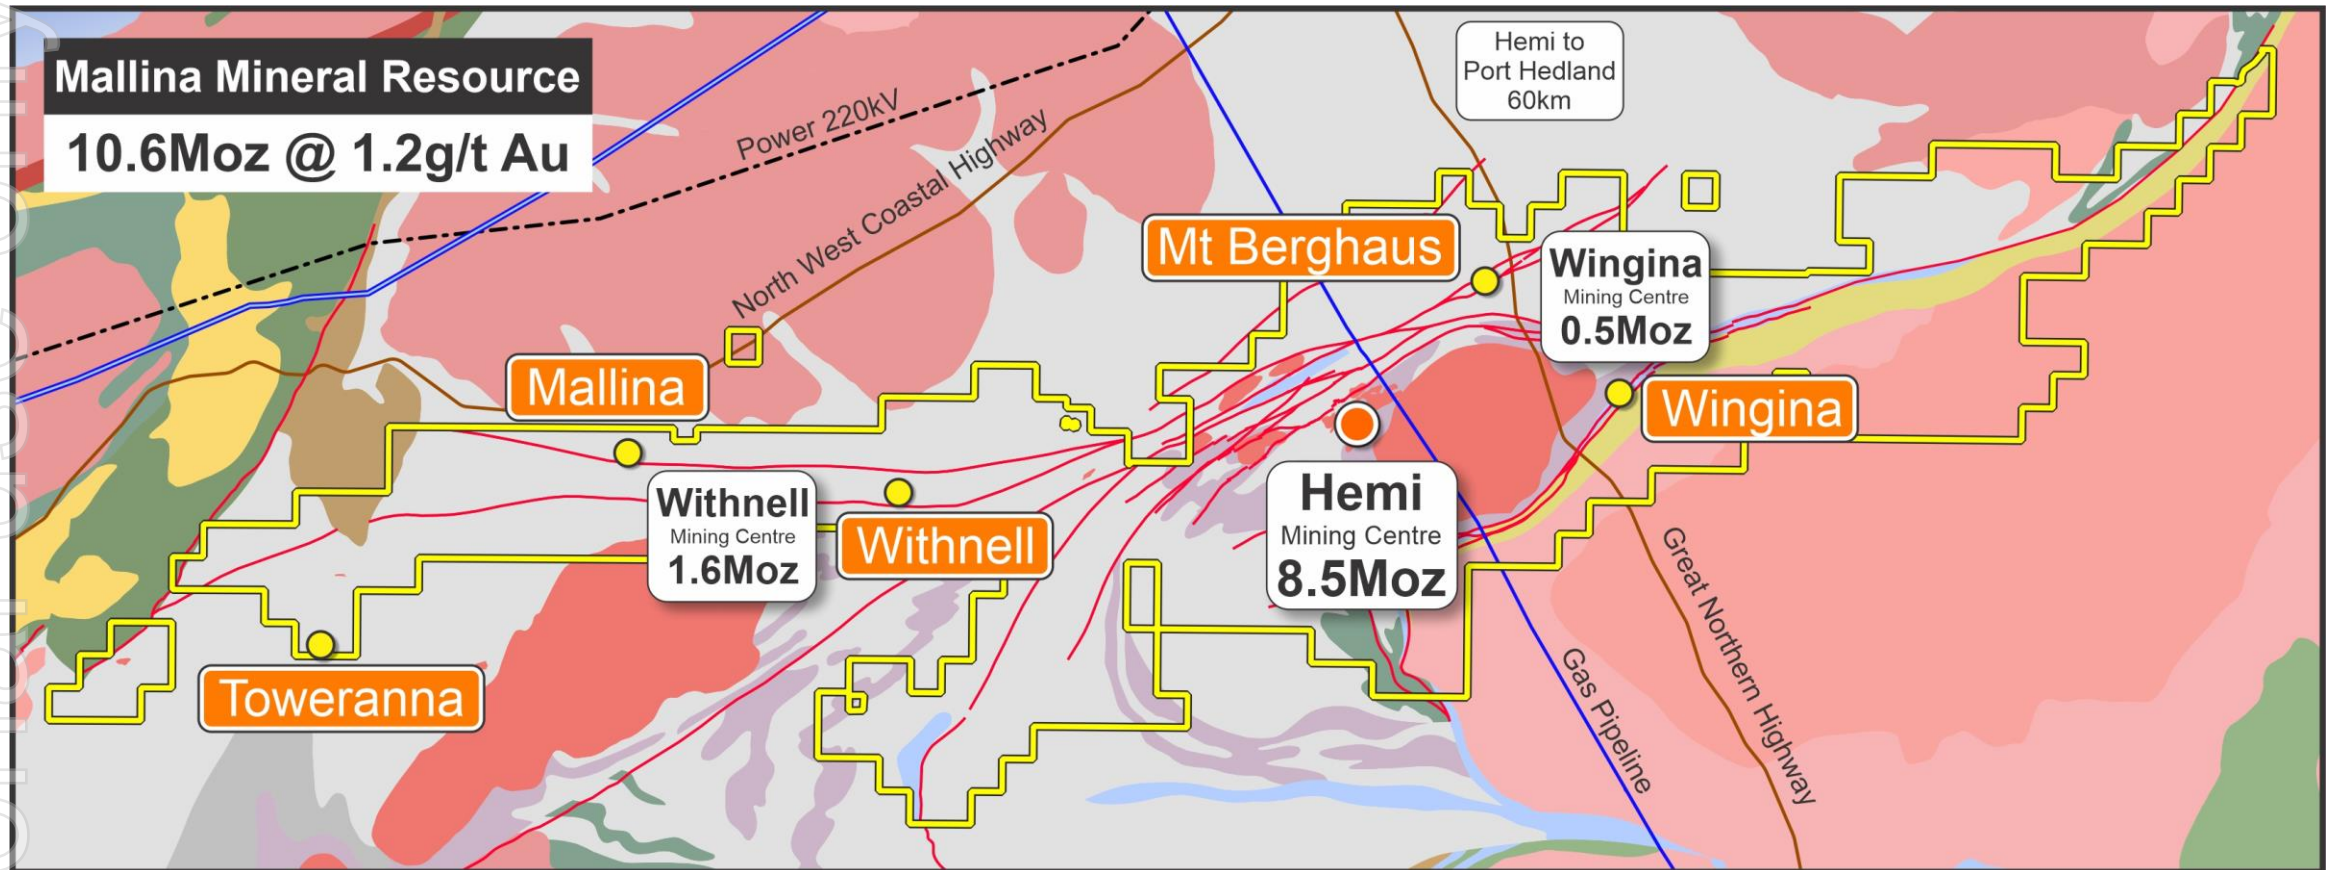 Mallina Mineral Resource
10.6Moz @ 1.2g/t Au
Power 220kV
North West Coastal Highway
Hemi to
Port Hedland
60km
Mt Berghaus
Wingina
Mining Centre
0.5Moz
Mallina
Wingina
Withnell
Mining Centre
1.6Moz
Withnell
Hemi
Mining Centre
8.5Moz
Toweranna
Great Northern Highway
Gas Pipeline